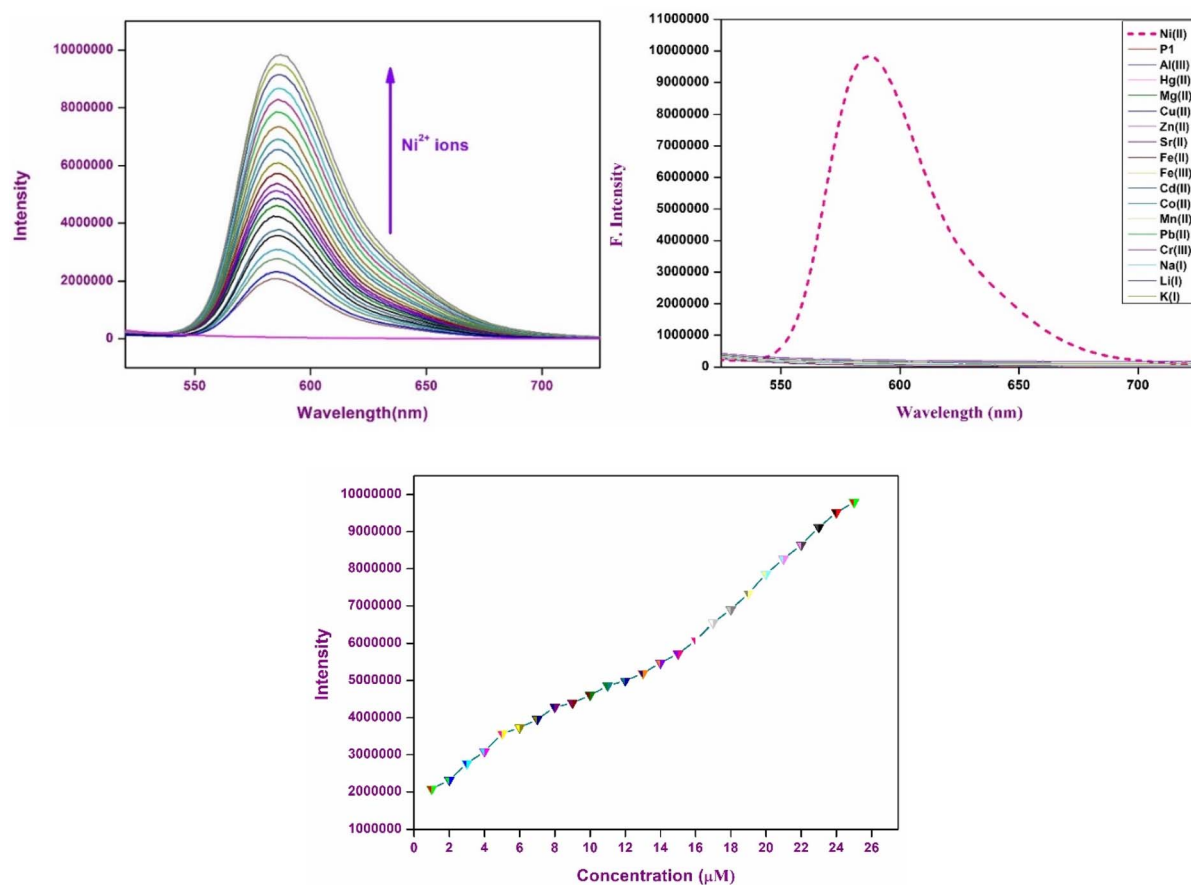 10000000
8000000
6000000
4000000
2000000
0
Intensity
550
600
650
700
Wavelength(nm)
Ni²⁺ ions
11000000
10000000
9000000
8000000
7000000
6000000
5000000
4000000
3000000
2000000
1000000
0
F. Intensity
550
600
650
700
Wavelength (nm)
Ni(II)
P1
Al(III)
Hg(II)
Mg(II)
Cu(II)
Zn(II)
Sr(II)
Fe(II)
Fe(III)
Cd(II)
Co(II)
Mn(II)
Pb(II)
Cr(III)
Na(I)
Li(I)
K(I)
10000000
9000000
8000000
7000000
6000000
5000000
4000000
3000000
2000000
1000000
Intensity
0 2 4 6 8 10 12 14 16 18 20 22 24 26
Concentration (μM)